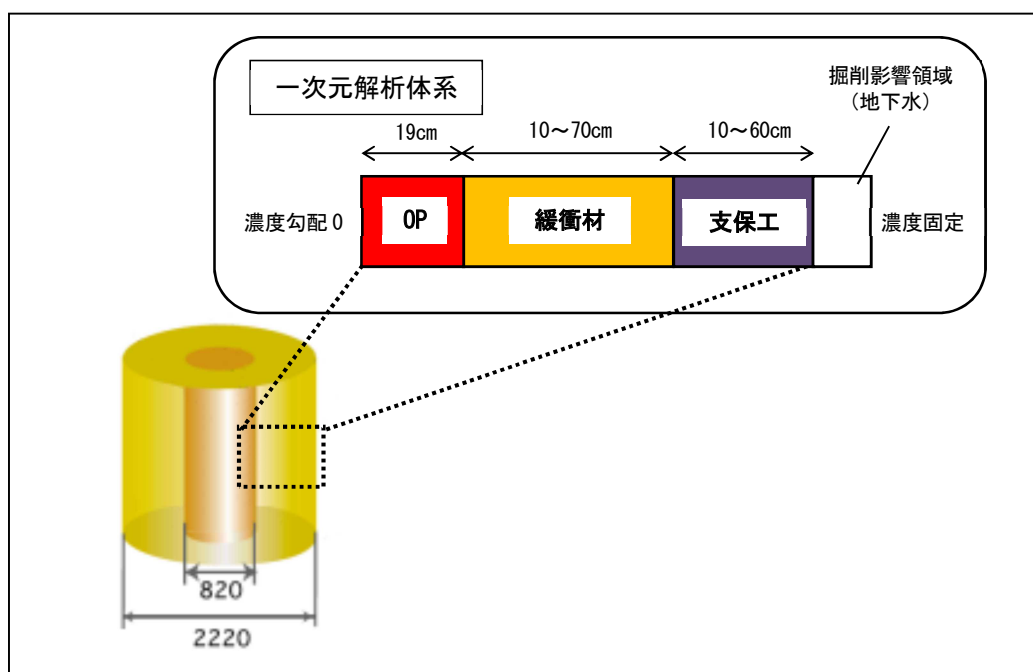 一次元解析体系
掘削影響領域
（地下水）
19cm
10～70cm
10～60cm
濃度勾配 0
OP
緩衝材
支保工
濃度固定
820
2220